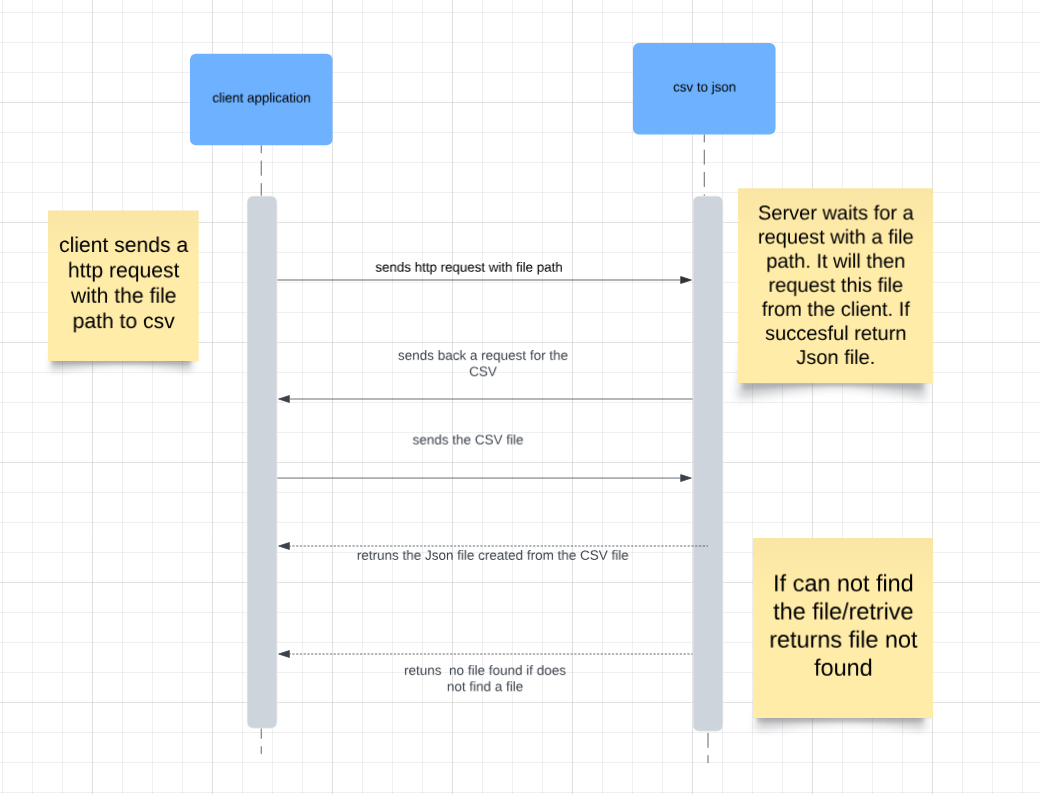 client application
csv to json
client sends a
http request
with the file
path to csv
sends http request with file path
Server waits for a
request with a file
path. It will then
request this file
from the client. If
succesful return
Json file.
sends back a request for the
CSV
sends the CSV file
retruns the Json file created from the CSV file
If can not find
the file/retrive
returns file not
found
retuns  no file found if does
not find a file